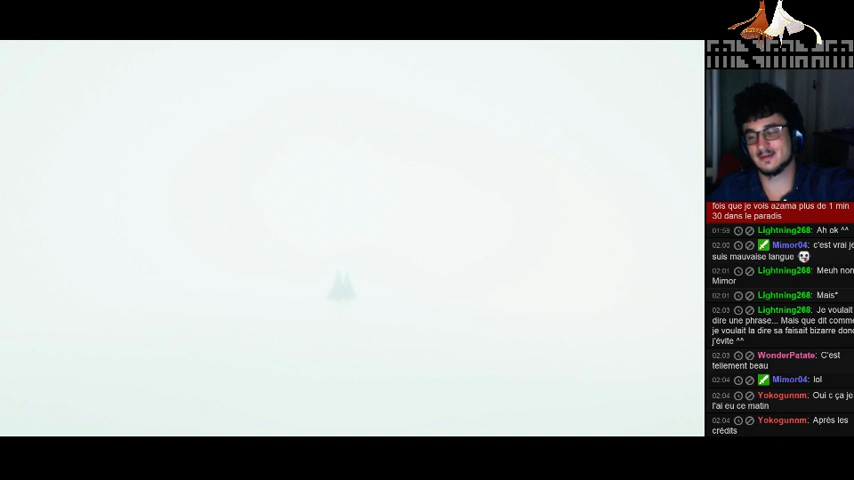 fois que je vois azama plus de 1 min
30 dans le paradis
01:58 Lightning268: Ah ok ^^
02:00 Mimor04: c'est vrai je
suis mauvaise langue
02:01 Lightning268: Meuh non
Mimor
02:01 Lightning268: Mais*
02:03 Lightning268: Je voulait
dire une phrase... Mais que dit comme
je voulait la dire sa faisait bizarre donc
j'évite ^^
02:03 WonderPatate: C'est
tellement beau
02:04 Mimor04: lol
02:04 Yokogunnm: Oui c ça je
l'ai eu ce matin
02:04 Yokogunnm: Après les
crédits